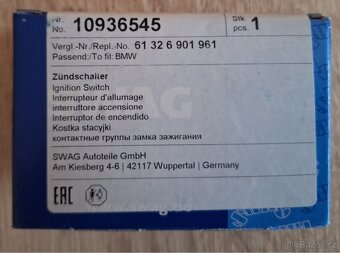 No. 10936545
Stk
pcs. 1
Vergl.-Nr./Repl.-No. 61 32 6 901 961
Passend:/To fit: BMW
Zündschalter
Ignition Switch
Interrupteur d'allumage
interruttore accensione
Interruptor de encendido
Kostka stacyjki
контактные группы замка зажигания
SWAG Autoteile GmbH
Am Kiesberg 4-6 | 42117 Wuppertal | Germany
EAC